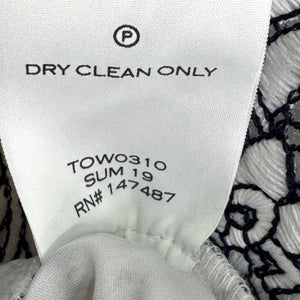 P
DRY CLEAN ONLY
TOW0310
SUM 19
RN# 147487